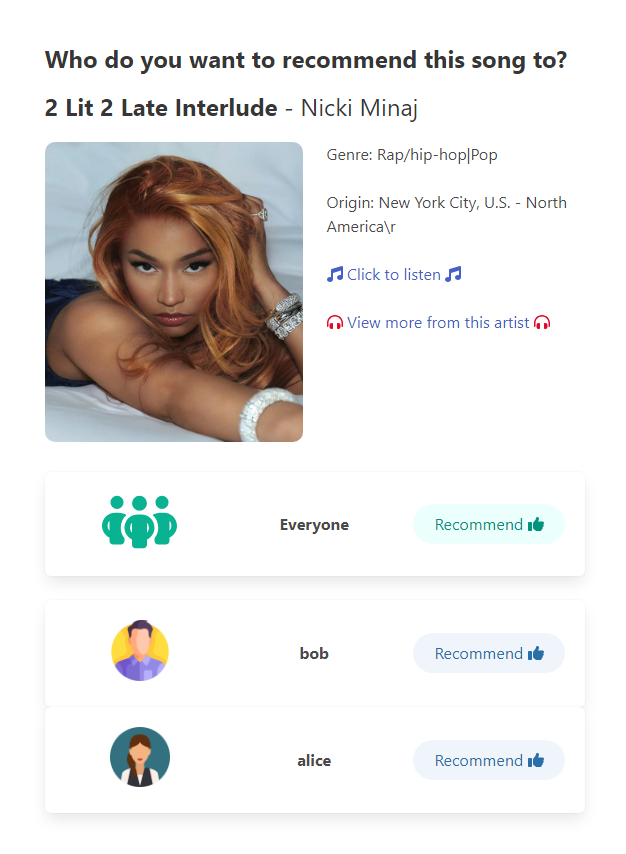 Who do you want to recommend this song to?
2 Lit 2 Late Interlude - Nicki Minaj
Genre: Rap/hip-hop|Pop
Origin: New York City, U.S. - North
America\r
Click to listen
View more from this artist
Everyone
Recommend
bob
Recommend
alice
Recommend